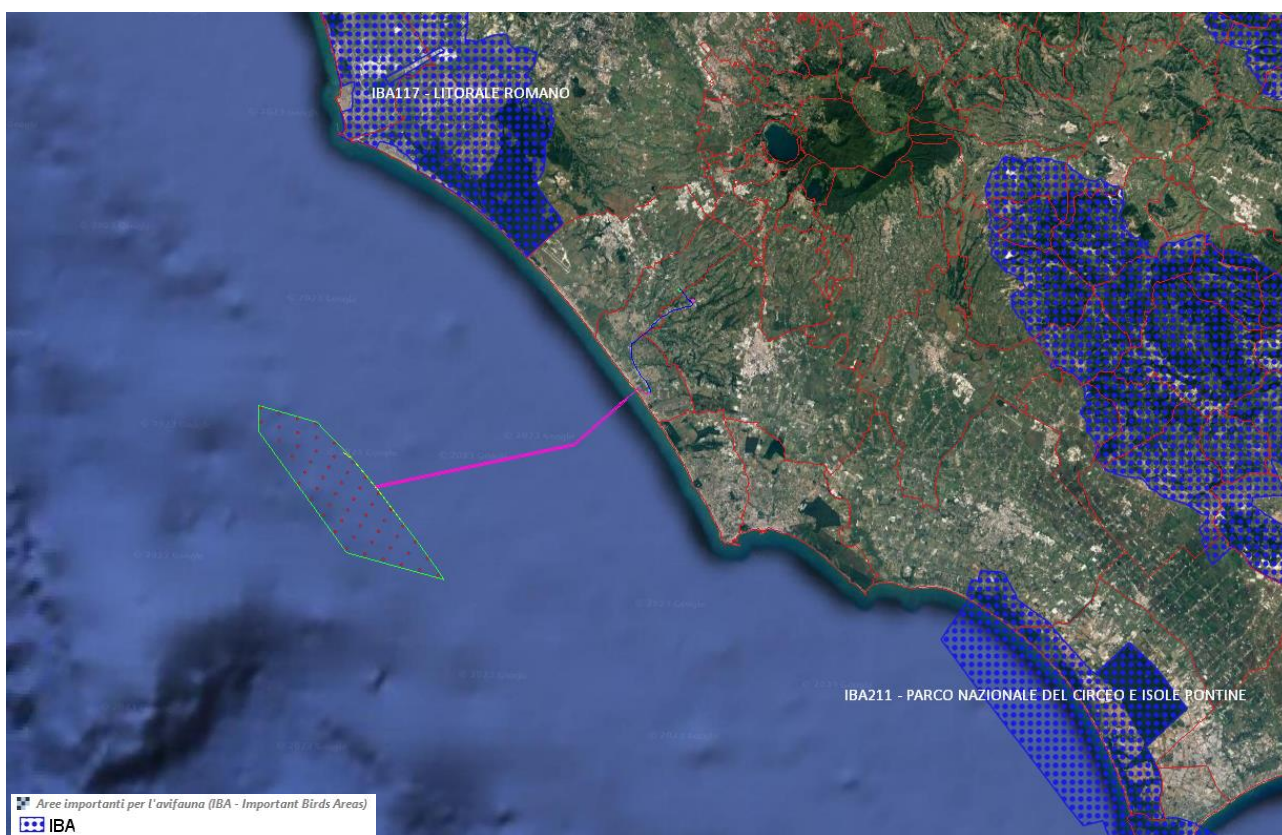 IBA117 - LITORALE ROMANO
IBA211 - PARCO NAZIONALE DEL CIRCEO E ISOLE PONTINE
Aree importanti per l'avifauna (IBA - Important Birds Areas)
IBA